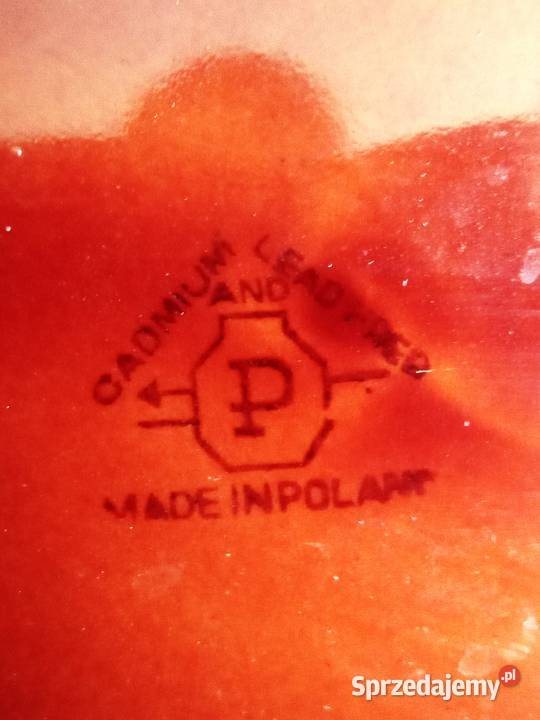 CADMIUM LEAD FREE
AND
P
MADE IN POLAND
Sprzedajemy.pl